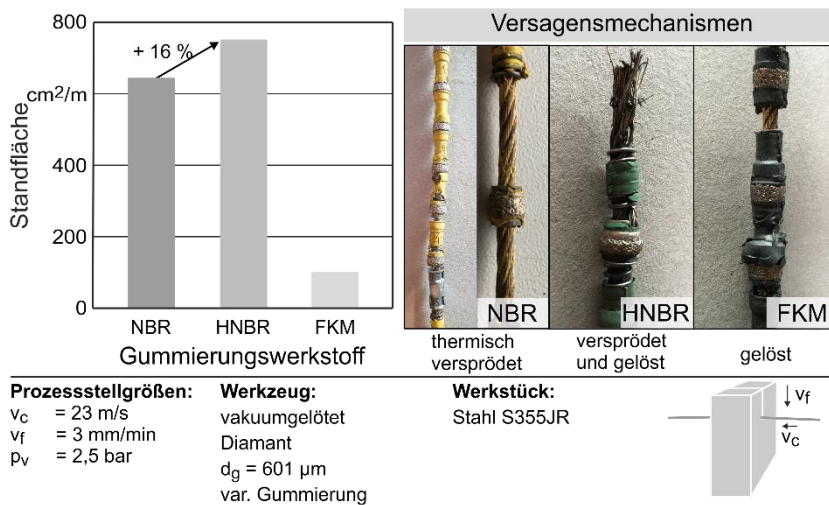 Versagensmechanismen
800
cm²/m
400
200
0
Standfläche
+ 16 %
NBR HNBR FKM
Gummierungswerkstoff
NBR
HNBR
FKM
thermisch
versprödet
versprödet
und gelöst
gelöst
Prozessstellgrößen:
v_c = 23 m/s
v_f = 3 mm/min
p_v = 2,5 bar
Werkzeug:
vakuumgelötet
Diamant
d_g = 601 µm
var. Gummierung
Werkstück:
Stahl S355JR
v_f
v_c